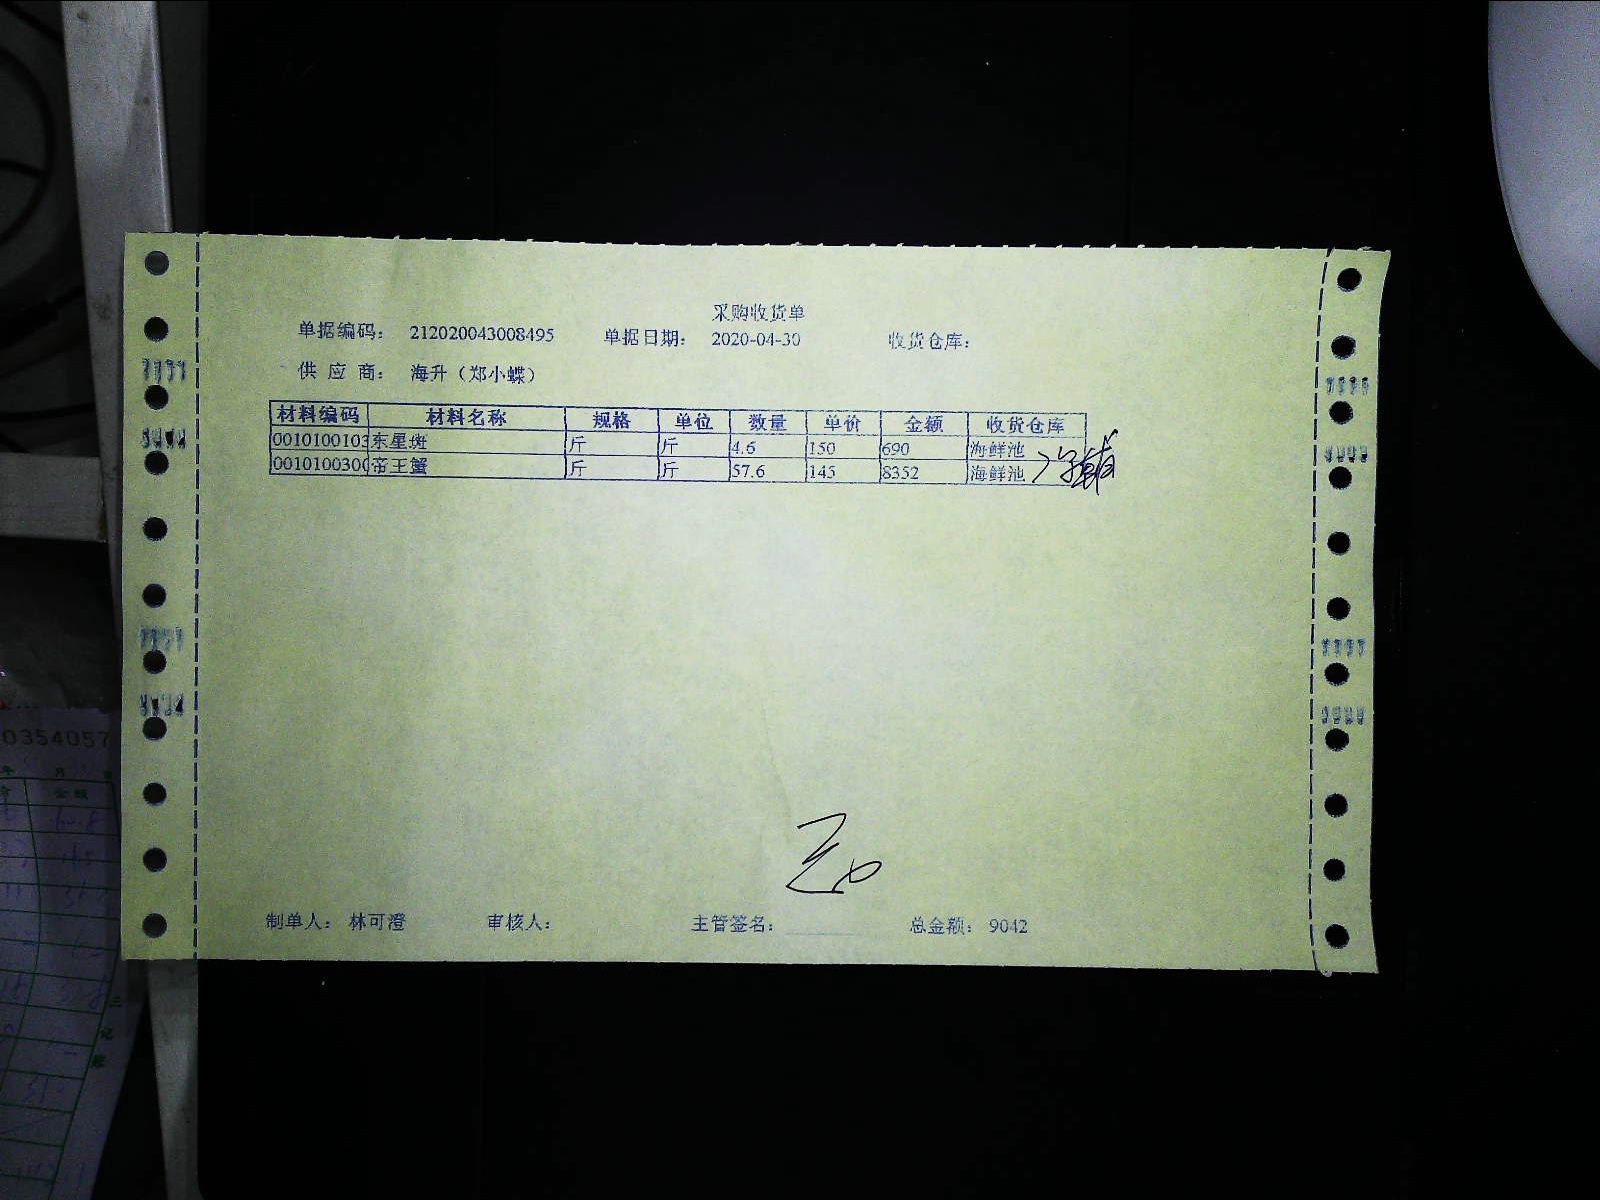 采购收货单
单据编码： 212020043008495 单据日期： 2020-04-30 收货仓库：
供 应 商： 海升（郑小蝶）
材料编码 材料名称 规格 单位 数量 单价 金额 收货仓库
0010100103 东星斑 斤 斤 4.6 150 690 海鲜池
0010100300 帝王蟹 斤 斤 57.6 145 8352 海鲜池
制单人： 林可澄 审核人： 主管签名： 总金额： 9042
0354057